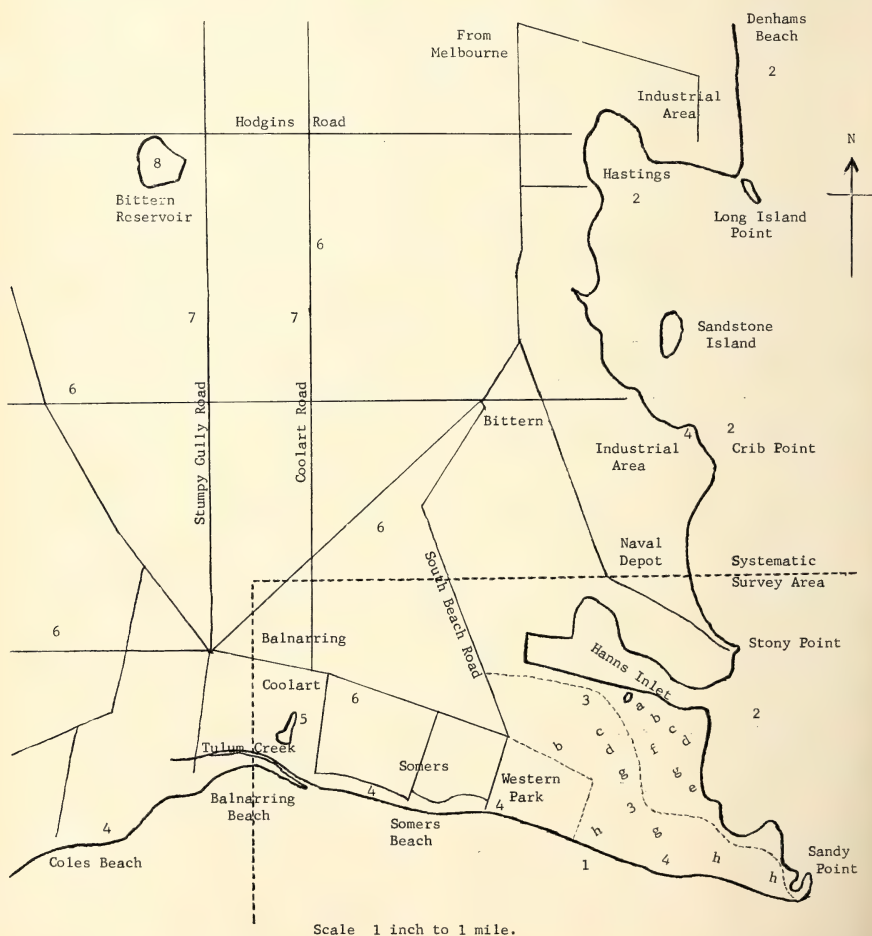 Denhams
Beach
From
Melbourne
2
Industrial
Area
Hodgins Road
N
8
Hastings
2
Bittern
Reservoir
Long Island
Point
6
7
7
Sandstone
Island
6
Stumpy Gully Road
Coolart Road
Bittern
4
2
Industrial
Area
Crib Point
6
South Beach Road
Naval
Depot
Systematic
Survey Area
6
Balnarring
Stony Point
Hanns Inlet
Coolart
6
5
3
a
b
c
d
2
Tulum Creek
b
c
d
f
g
g
e
Somers
Western
Park
4
4
Balnarring
Beach
3
4
Somers
Beach
h
g
1
4
h
h
Sandy
Point
Coles Beach
Scale 1 inch to 1 mile.